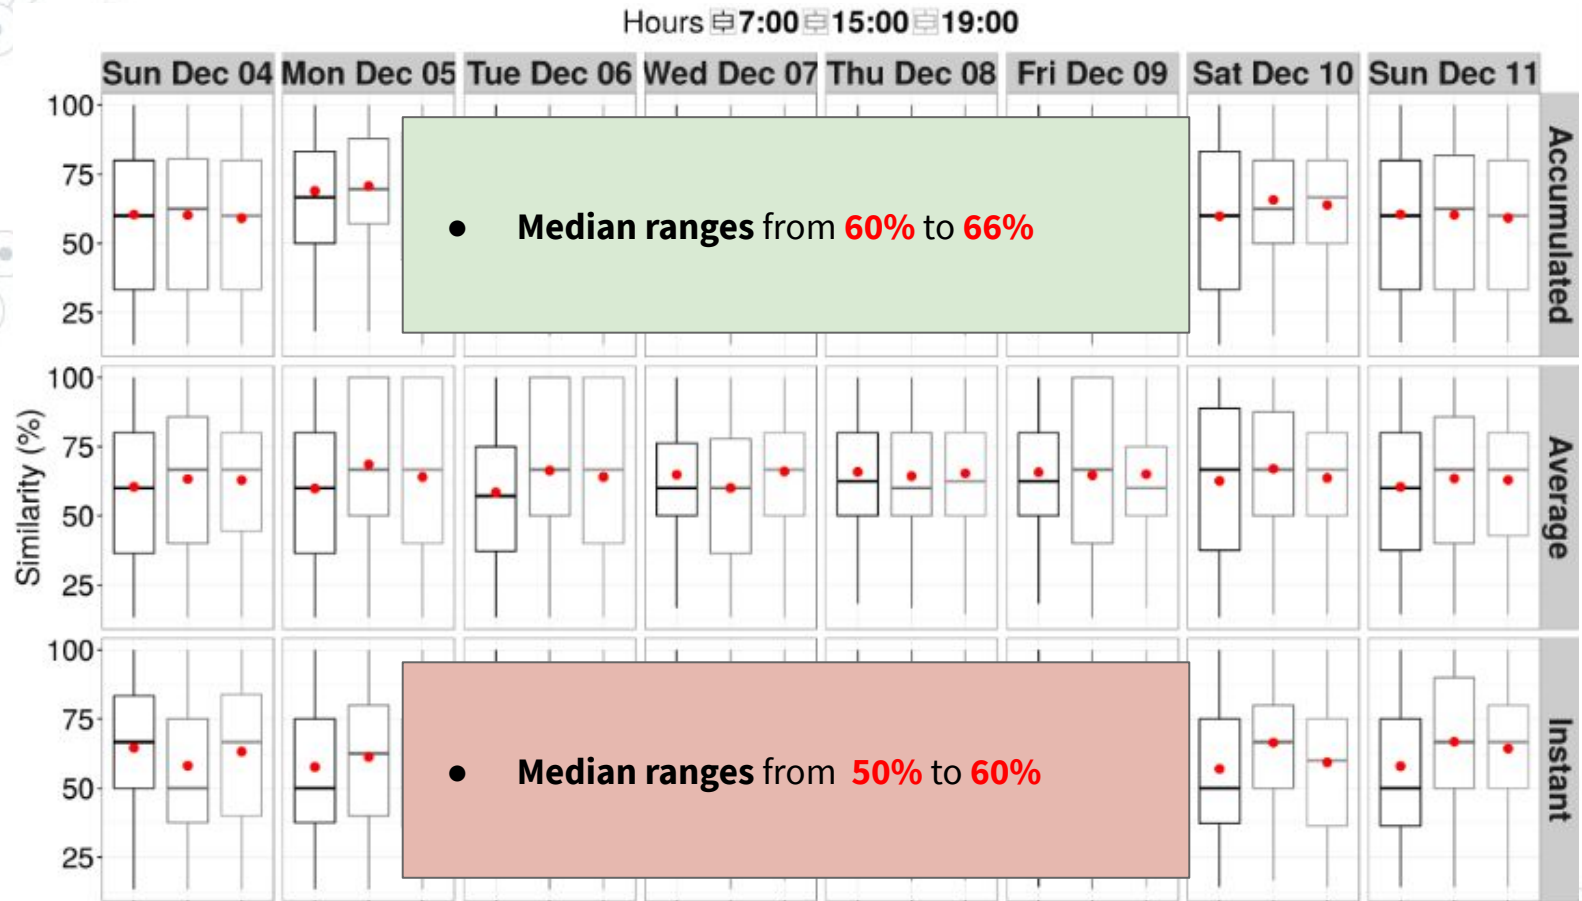 Hours 7:00 15:00 19:00
Sun Dec 04 Mon Dec 05 Tue Dec 06 Wed Dec 07 Thu Dec 08 Fri Dec 09 Sat Dec 10 Sun Dec 11
Similarity (%)
100
75
50
25
Accumulated
● Median ranges from 60% to 66%
100
75
50
25
Average
100
75
50
25
Instant
● Median ranges from 50% to 60%